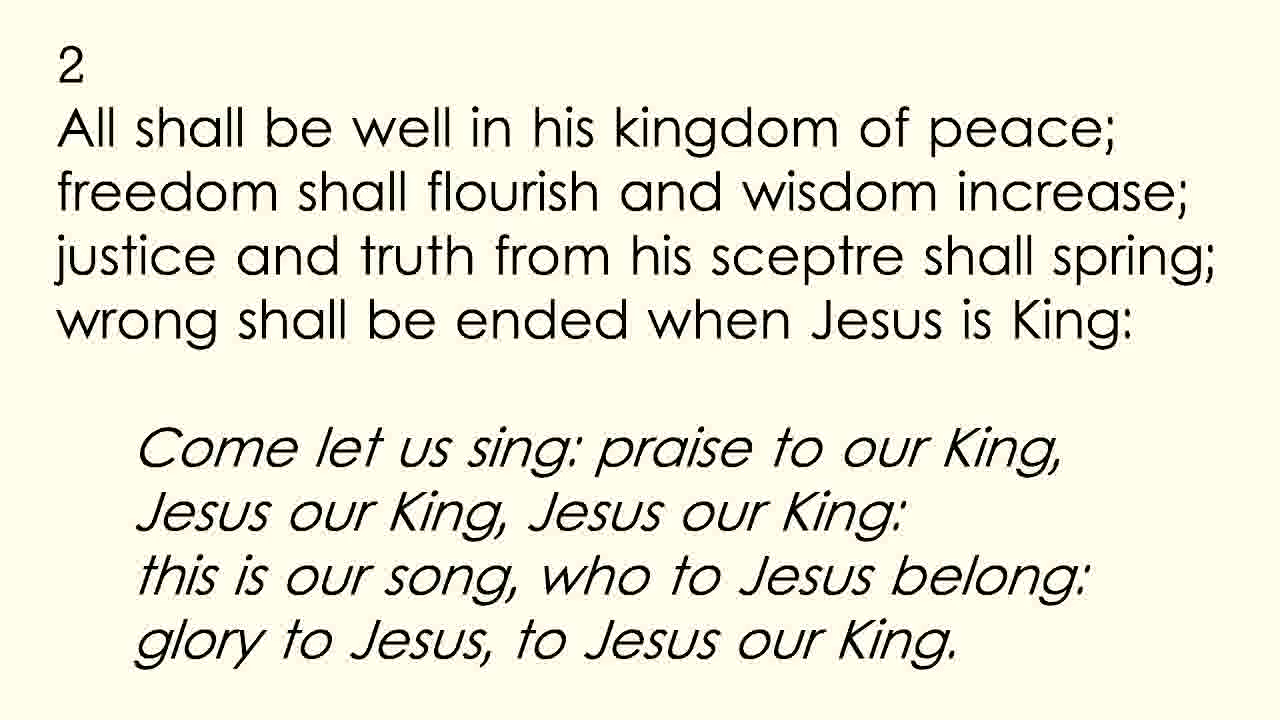 2
All shall be well in his kingdom of peace;
freedom shall flourish and wisdom increase;
justice and truth from his sceptre shall spring;
wrong shall be ended when Jesus is King:
Come let us sing: praise to our King,
Jesus our King, Jesus our King:
this is our song, who to Jesus belong:
glory to Jesus, to Jesus our King.